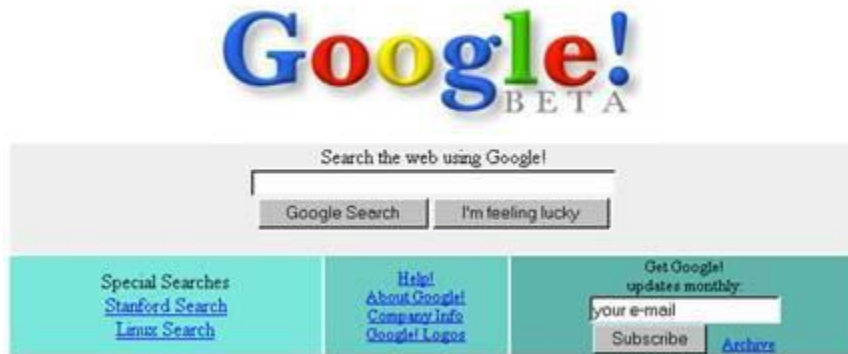 Google!
BETA
Search the web using Google!
Google Search
I'm feeling lucky
Special Searches
Stanford Search
Linux Search
Help!
About Google!
Company Info
Google! Logos
Get Google!
updates monthly:
your e-mail
Subscribe
Archive